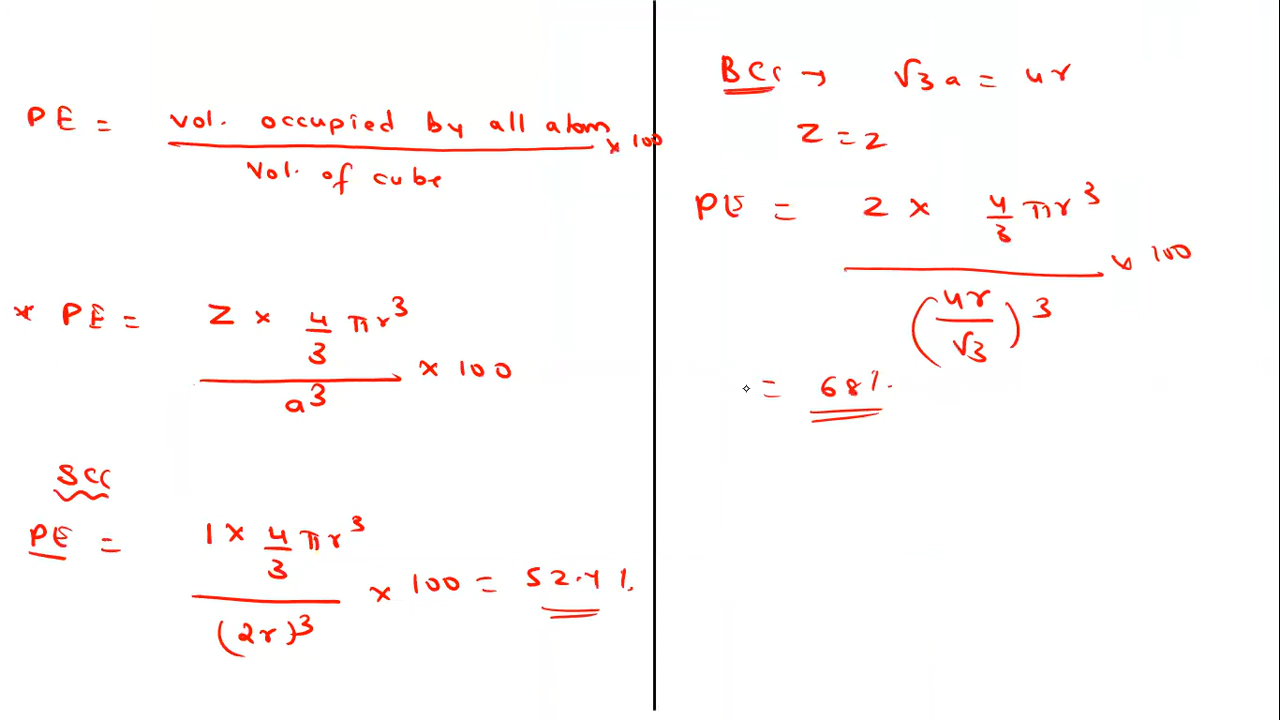 PE = vol. occupied by all atom × 100
Vol. of cube
* PE = Z × 4/3 πr³ × 100
a³
SCC
PE = 1 × 4/3 πr³ × 100 = 52.4 %.
(2r)³
BCC → √3 a = 4r
Z = 2
PE = 2 × 4/3 πr³ × 100
(4r/√3)³
= 68 %.